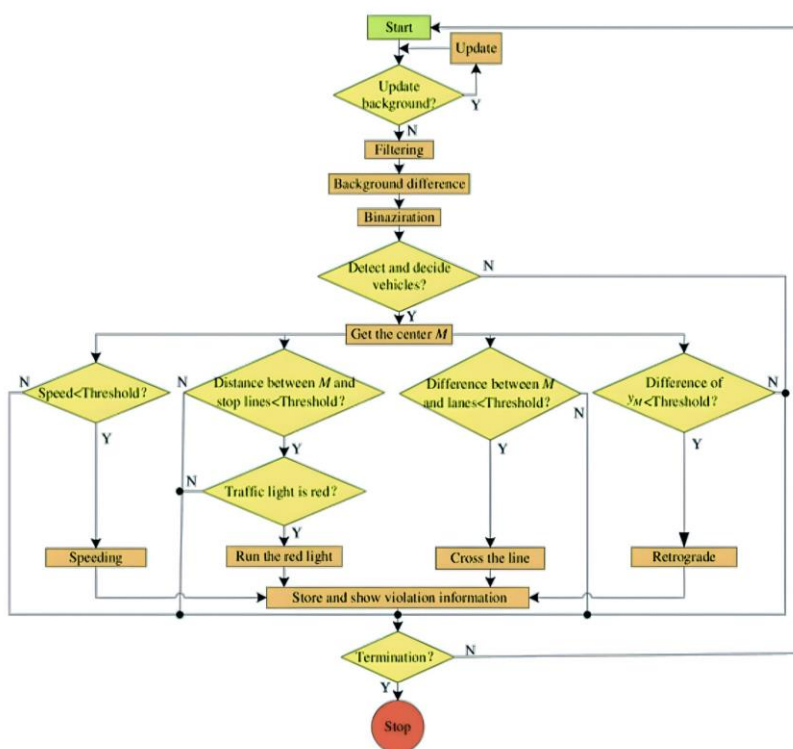 Start
Update
Update
background?
Y
N
Filtering
Background difference
Binaziration
Detect and decide
vehicles?
N
Y
Get the center M
N
Speed<Threshold?
Y
N
Distance between M and
stop lines<Threshold?
Y
Difference between M
and lanes<Threshold?
N
Y
Difference of
yM<Threshold?
N
Y
N
Traffic light is red?
Y
Speeding
Run the red light
Cross the line
Retrograde
Store and show violation information
Termination?
N
Y
Stop